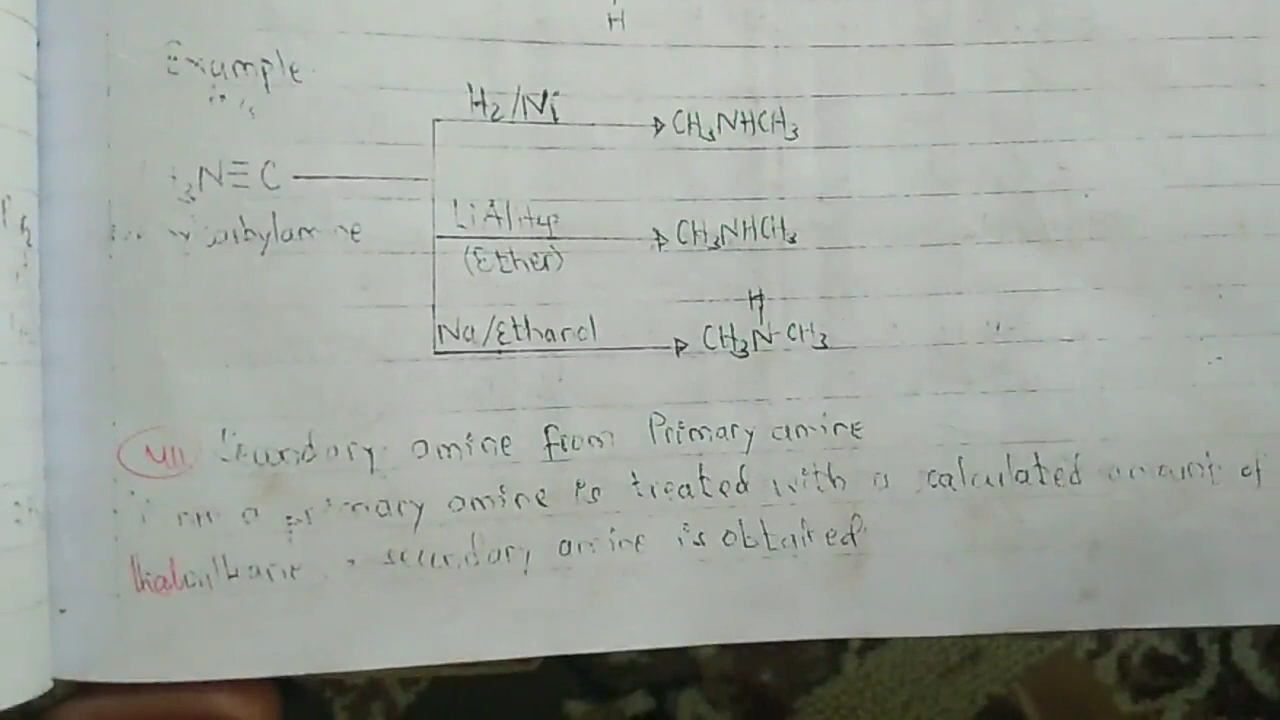 H
Example
H₂/Ni
CH₃NHCH₃
₃N≡C
LiAlH4
CH₃NHCH₃
(Ether)
H
Na/Ethanol
CH₃N-CH₃
Secondary amine from Primary amine
a primary amine is treated with a calculated amount of
secondary amine is obtained